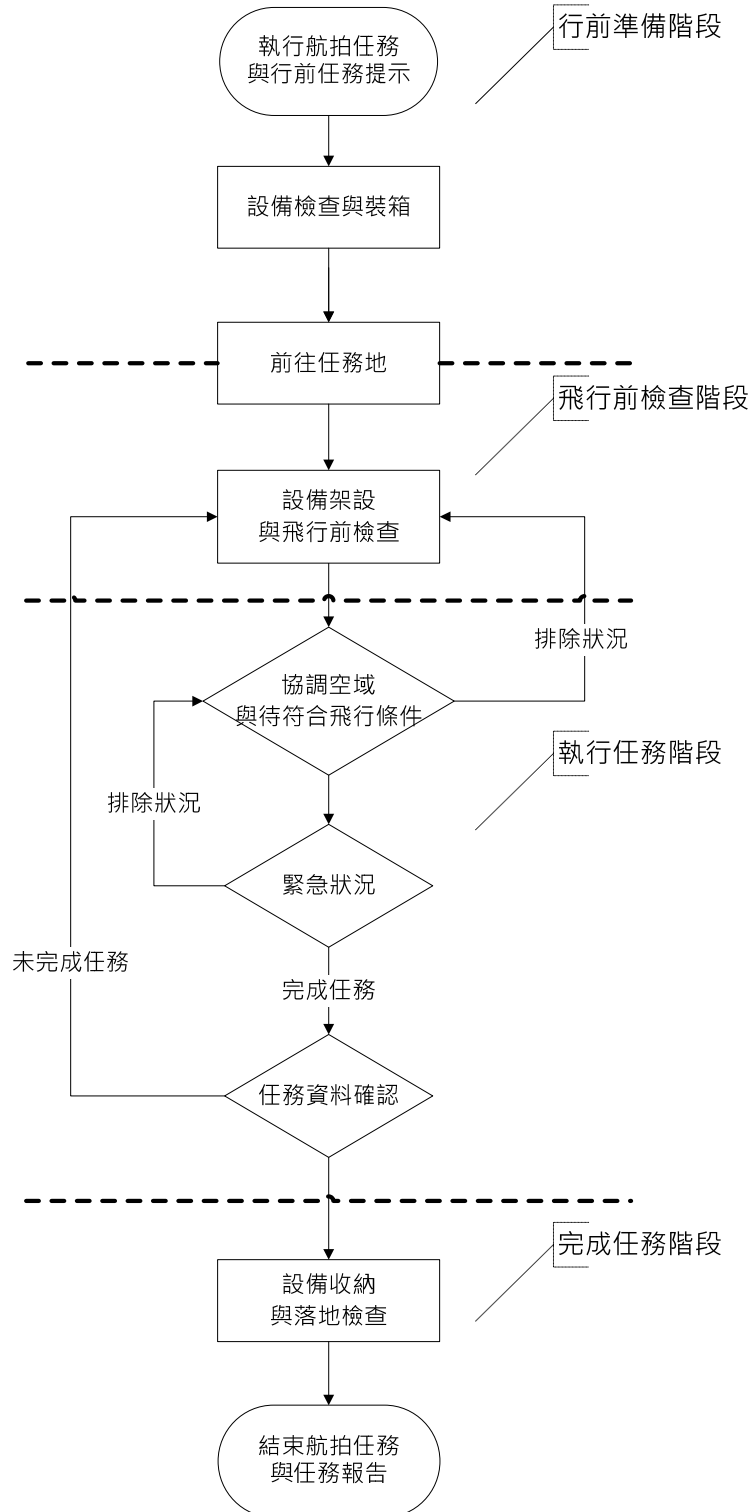 行前準備階段
執行航拍任務
與行前任務提示
設備檢查與裝箱
前往任務地
飛行前檢查階段
設備架設
與飛行前檢查
排除狀況
協調空域
與待符合飛行條件
執行任務階段
排除狀況
緊急狀況
未完成任務
完成任務
任務資料確認
完成任務階段
設備收納
與落地檢查
結束航拍任務
與任務報告